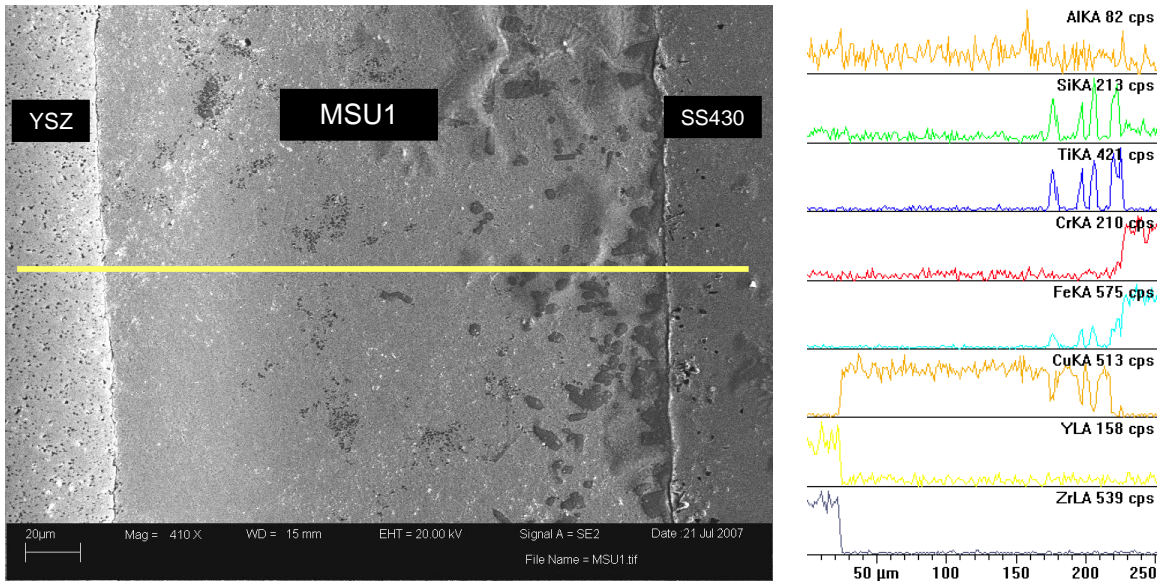 YSZ
MSU1
SS430
20µm
Mag = 410 X
WD = 15 mm
EHT = 20.00 kV
Signal A = SE2
Date :21 Jul 2007
File Name = MSU1.tif
AlKA 82 cps
SiKA 213 cps
TiKA 421 cps
CrKA 210 cps
FeKA 575 cps
CuKA 513 cps
YLA 158 cps
ZrLA 539 cps
50 µm 100 150 200 250